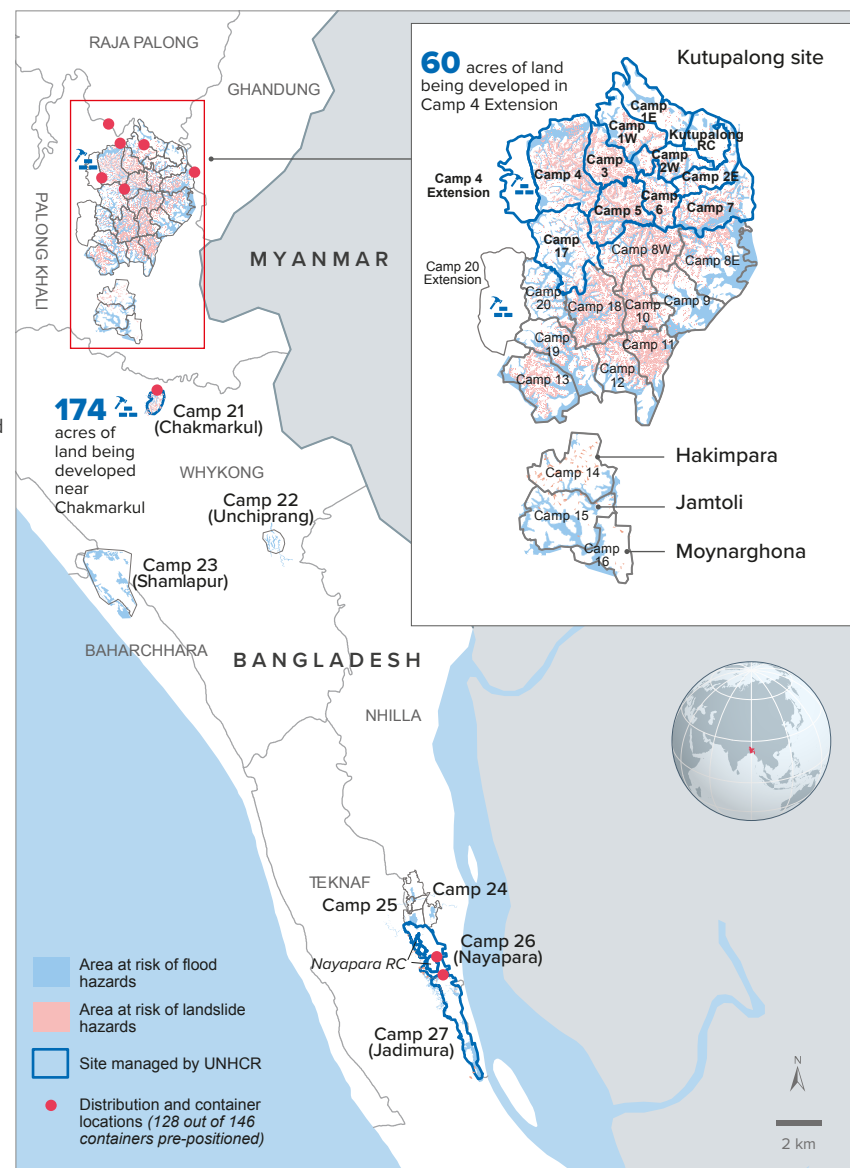 RAJA PALONG
GHANDUNG
PALONG KHALI
MYANMAR
60 acres of land
being developed in
Camp 4 Extension
Kutupalong site
Camp
1E
Camp
1W
Kutupalong
RC
Camp
2W
Camp 2E
Camp 4
Extension
Camp 4
Camp
3
Camp 5
Camp
6
Camp 7
Camp
17
Camp 8W
Camp 8E
Camp 20
Extension
Camp
20
Camp 18
Camp
10
Camp 9
Camp
19
Camp 11
Camp 13
Camp
12
Camp 14
Hakimpara
Camp 15
Jamtoli
Camp
16
Moynarghona
174
acres of
land being
developed
near
Chakmarkul
Camp 21
(Chakmarkul)
WHYKONG
Camp 22
(Unchiprang)
Camp 23
(Shamlapur)
BAHARCHHARA
BANGLADESH
NHILLA
TEKNAF
Camp 24
Camp 25
Camp 26
(Nayapara)
Nayapara RC
Camp 27
(Jadimura)
Area at risk of flood
hazards
Area at risk of landslide
hazards
Site managed by UNHCR
Distribution and container
locations (128 out of 146
containers pre-positioned)
N
2 km